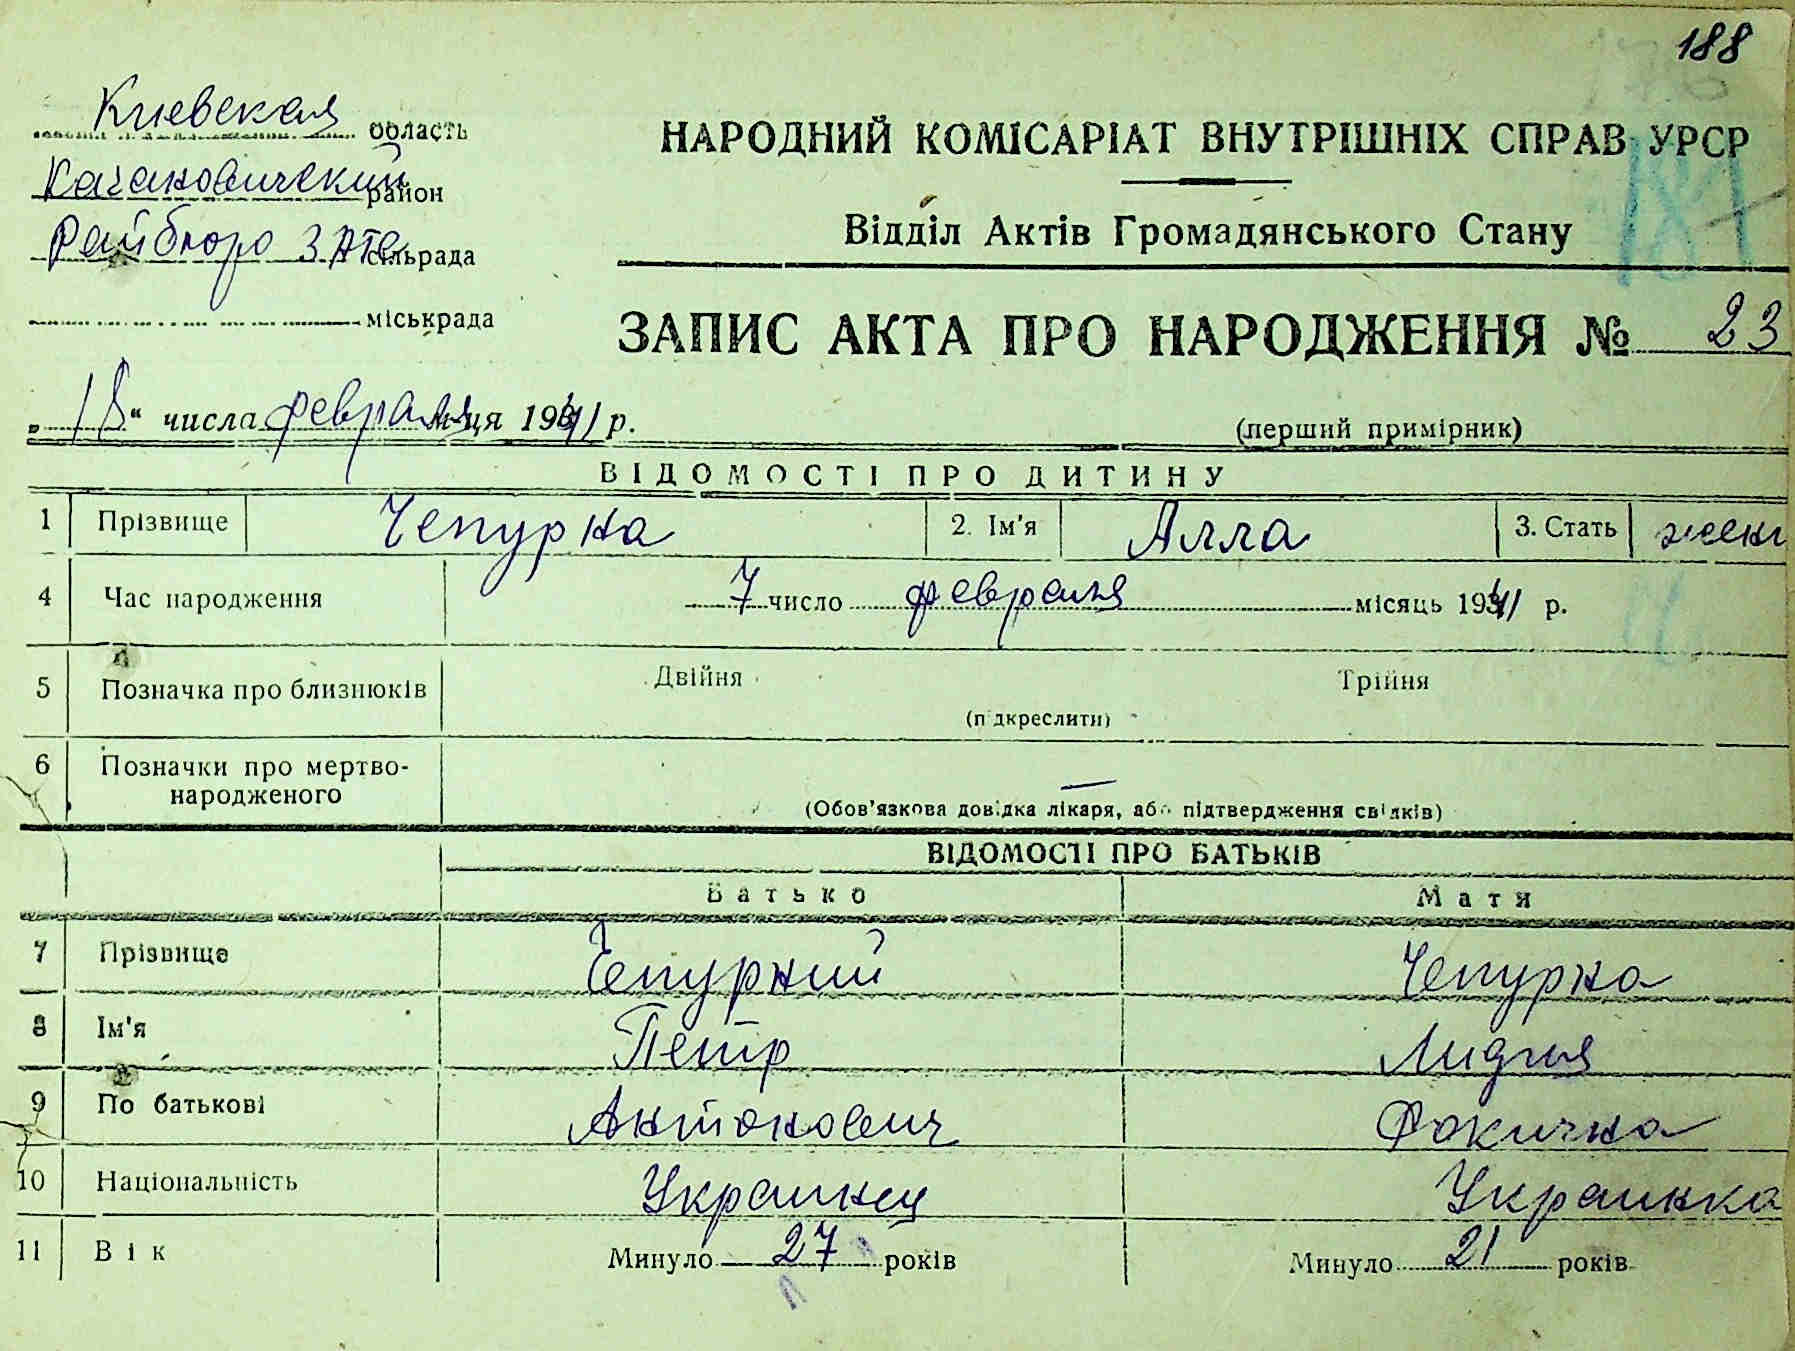 188
Киевская область
Кагановичский район
Райбюро ЗАГС сільрада
міськрада
НАРОДНИЙ КОМІСАРІАТ ВНУТРІШНІХ СПРАВ УРСР
Відділ Актів Громадянського Стану
ЗАПИС АКТА ПРО НАРОДЖЕННЯ № 23
„18“ числа февраля м-ця 1941 р.
(перший примірник)
ВІДОМОСТІ ПРО ДИТИНУ
1 Прізвище Чепурна 2. Ім'я Алла 3. Стать жен
4 Час народження 7 число февраля місяць 1941 р.
5 Позначка про близнюків Двійня Трійня
(підкреслити)
6 Позначки про мертво-
народженого
(Обов'язкова довідка лікаря, або підтвердження свідків)
ВІДОМОСТІ ПРО БАТЬКІВ
Батько Мати
7 Прізвище Чепурний Чепурна
8 Ім'я Петр Лидия
9 По батькові Антонович Фокична
10 Національність Украинец Украинка
11 Вік Минуло 27 років Минуло 21 років